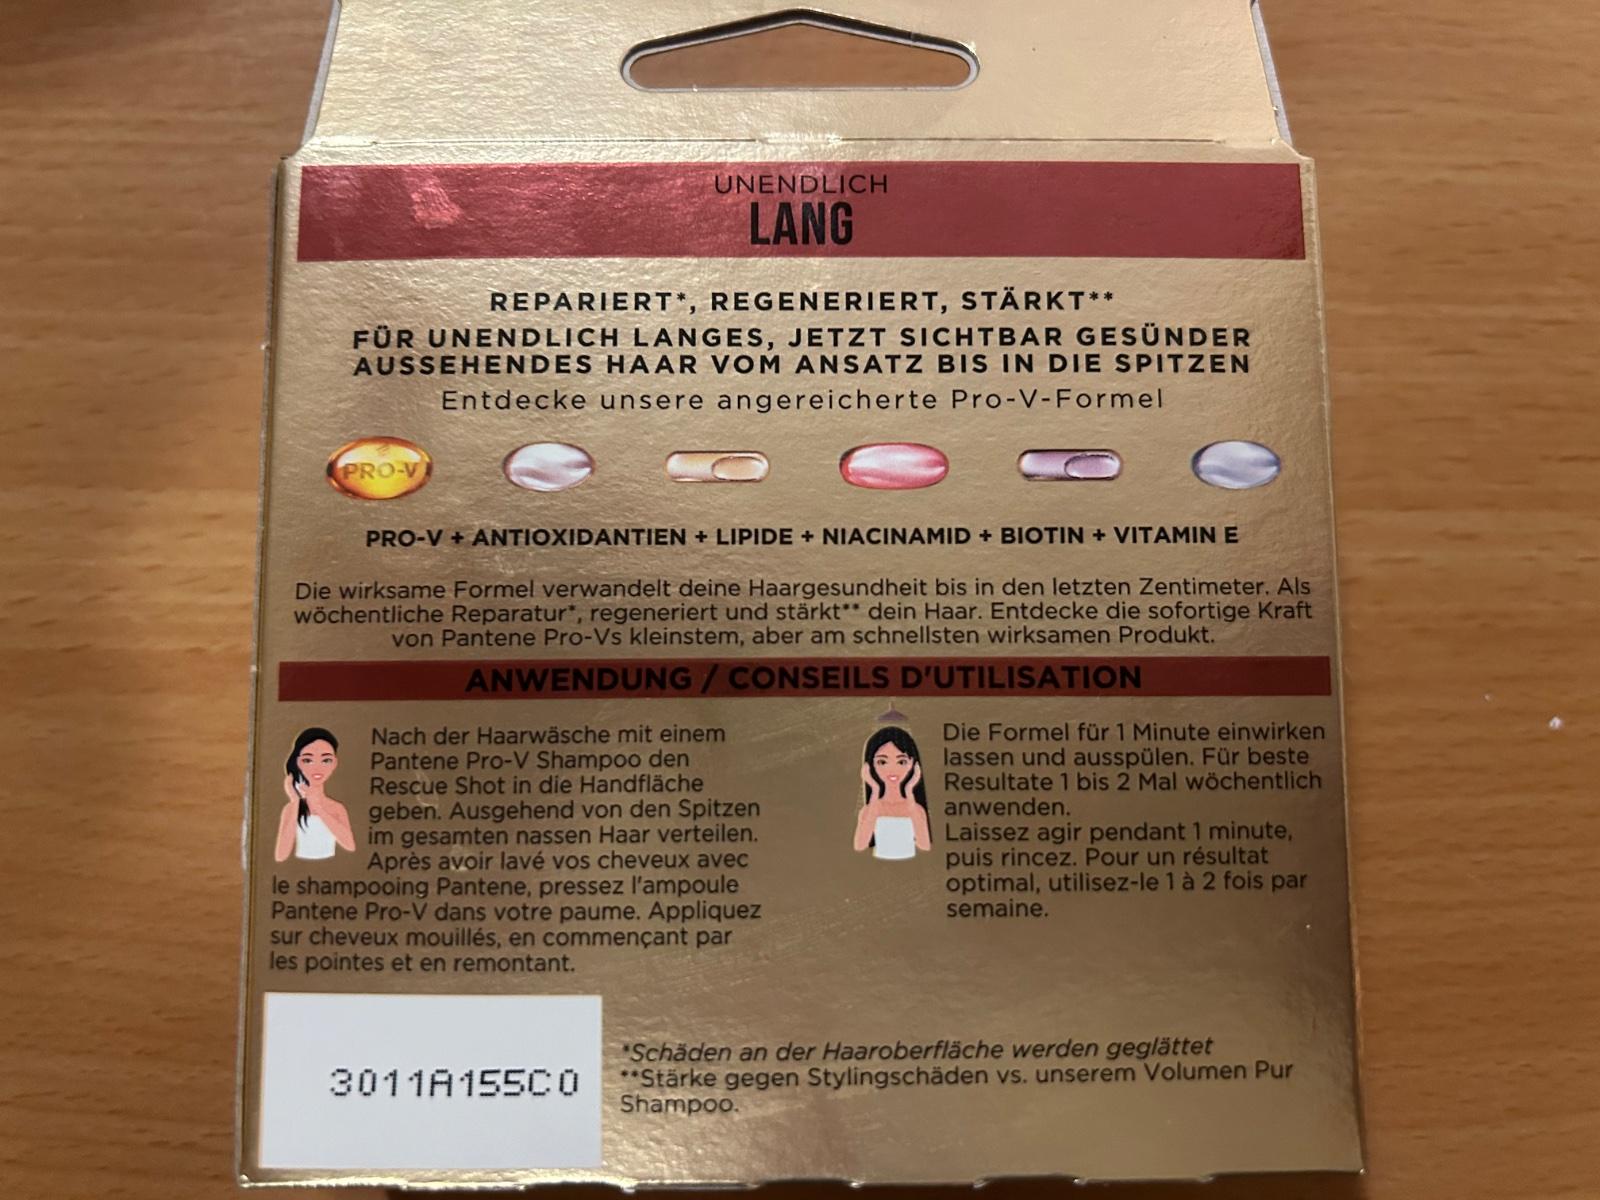 UNENDLICH
LANG
REPARIERT*, REGENERIERT, STÄRKT**
FÜR UNENDLICH LANGES, JETZT SICHTBAR GESÜNDER
AUSSEHENDES HAAR VOM ANSATZ BIS IN DIE SPITZEN
Entdecke unsere angereicherte Pro-V-Formel
PRO-V
PRO-V + ANTIOXIDANTIEN + LIPIDE + NIACINAMID + BIOTIN + VITAMIN E
Die wirksame Formel verwandelt deine Haargesundheit bis in den letzten Zentimeter. Als
wöchentliche Reparatur*, regeneriert und stärkt** dein Haar. Entdecke die sofortige Kraft
von Pantene Pro-Vs kleinstem, aber am schnellsten wirksamen Produkt.
ANWENDUNG / CONSEILS D'UTILISATION
Nach der Haarwäsche mit einem
Pantene Pro-V Shampoo den
Rescue Shot in die Handfläche
geben. Ausgehend von den Spitzen
im gesamten nassen Haar verteilen.
Après avoir lavé vos cheveux avec
le shampooing Pantene, pressez l'ampoule
Pantene Pro-V dans votre paume. Appliquez
sur cheveux mouillés, en commençant par
les pointes et en remontant.
Die Formel für 1 Minute einwirken
lassen und ausspülen. Für beste
Resultate 1 bis 2 Mal wöchentlich
anwenden.
Laissez agir pendant 1 minute,
puis rincez. Pour un résultat
optimal, utilisez-le 1 à 2 fois par
semaine.
3011A155C0
*Schäden an der Haaroberfläche werden geglättet
**Stärke gegen Stylingschäden vs. unserem Volumen Pur
Shampoo.